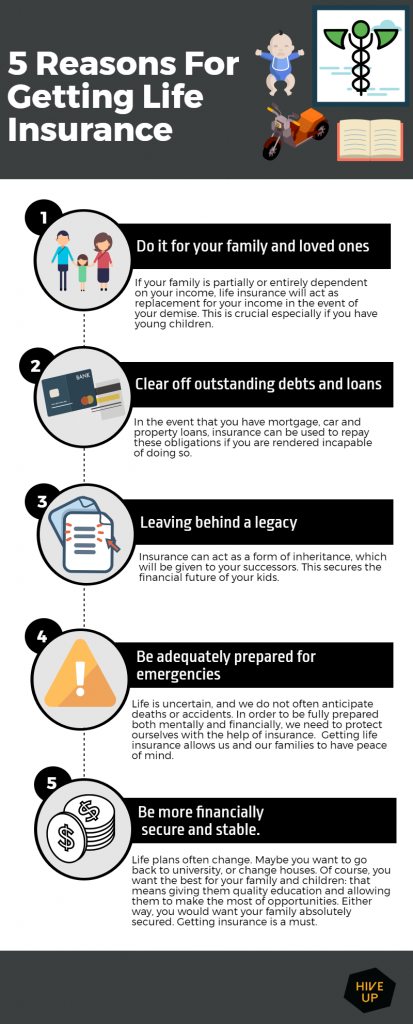 5 Reasons For
Getting Life
Insurance
1
Do it for your family and loved ones
If your family is partially or entirely dependent
on your income, life insurance will act as
replacement for your income in the event of
your demise. This is crucial especially if you have
young children.
2
BANK
Clear off outstanding debts and loans
In the event that you have mortgage, car and
property loans, insurance can be used to repay
these obligations if you are rendered incapable
of doing so.
3
Leaving behind a legacy
Insurance can act as a form of inheritance, which
will be given to your successors. This secures the
financial future of your kids.
4
!
Be adequately prepared for
emergencies
Life is uncertain, and we do not often anticipate
deaths or accidents. In order to be fully prepared
both mentally and financially, we need to protect
ourselves with the help of insurance.  Getting life
insurance allows us and our families to have peace
of mind.
5
$
$
Be more financially
secure and stable.
Life plans often change. Maybe you want to go
back to university, or change houses. Of course, you
want the best for your family and children: that
means giving them quality education and allowing
them to make the most of opportunities. Either
way, you would want your family absolutely
secured. Getting insurance is a must.
HIVE
UP